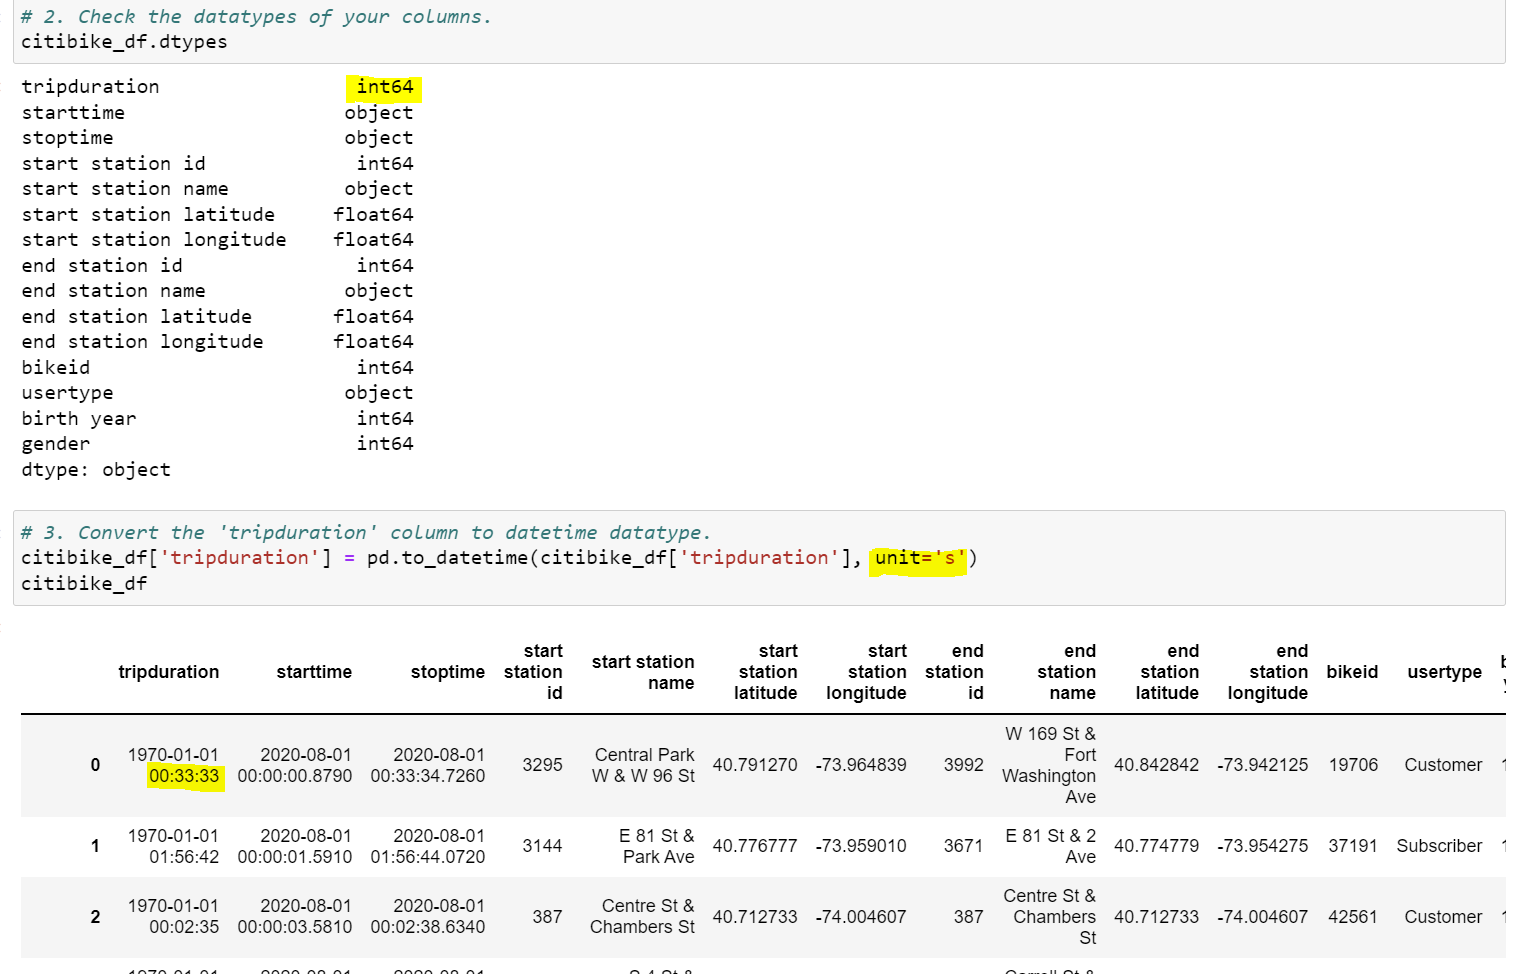 # 2. Check the datatypes of your columns.
citibike_df.dtypes
tripduration int64
starttime object
stoptime object
start station id int64
start station name object
start station latitude float64
start station longitude float64
end station id int64
end station name object
end station latitude float64
end station longitude float64
bikeid int64
usertype object
birth year int64
gender int64
dtype: object
# 3. Convert the 'tripduration' column to datetime datatype.
citibike_df['tripduration'] = pd.to_datetime(citibike_df['tripduration'], unit='s')
citibike_df
start start start end end end end
tripduration starttime stoptime station start station name station station station station station station bikeid usertype
id latitude longitude id name latitude longitude
W 169 St &
1970-01-01 2020-08-01 2020-08-01 Central Park Fort
0 00:33:33 00:00:00.8790 00:33:34.7260 3295 W & W 96 St 40.791270 -73.964839 3992 Washington 40.842842 -73.942125 19706 Customer
Ave
1970-01-01 2020-08-01 2020-08-01 E 81 St & E 81 St & 2
1 01:56:42 00:00:01.5910 01:56:44.0720 3144 Park Ave 40.776777 -73.959010 3671 Ave 40.774779 -73.954275 37191 Subscriber
Centre St &
1970-01-01 2020-08-01 2020-08-01 Centre St & Chambers
2 00:02:35 00:00:03.5810 00:02:38.6340 387 Chambers St 40.712733 -74.004607 387 St 40.712733 -74.004607 42561 Customer